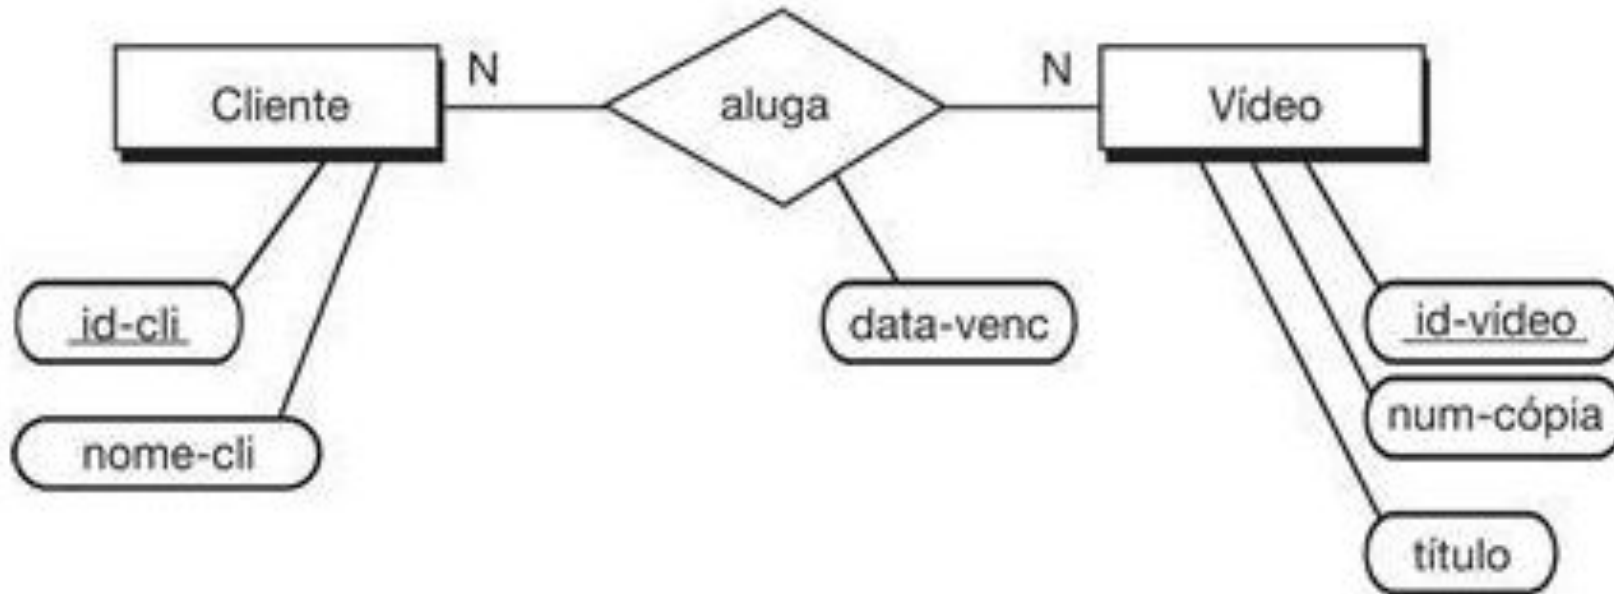 Cliente
N
aluga
N
Vídeo
id-cli
data-venc
id-vídeo
num-cópia
nome-cli
título